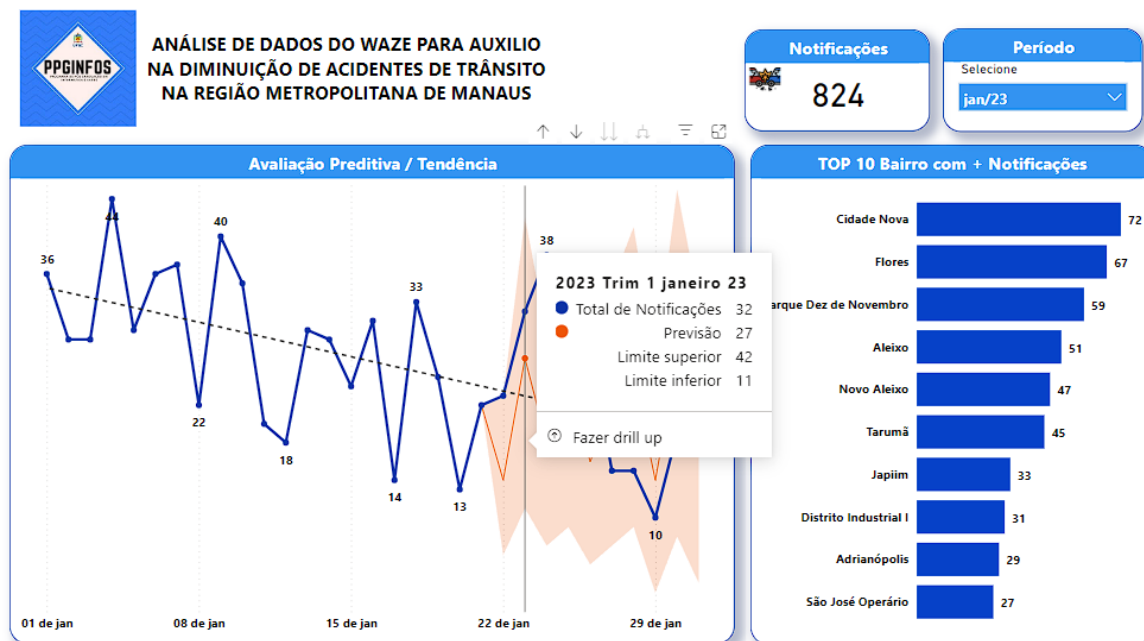 PPGINFOS
ANÁLISE DE DADOS DO WAZE PARA AUXILIO
NA DIMINUIÇÃO DE ACIDENTES DE TRÂNSITO
NA REGIÃO METROPOLITANA DE MANAUS
Notificações
824
Período
Selecione
jan/23
Avaliação Preditiva / Tendência
36
44
40
22
18
33
14
13
38
10
01 de jan
08 de jan
15 de jan
22 de jan
29 de jan
2023 Trim 1 janeiro 23
Total de Notificações 32
Previsão 27
Limite superior 42
Limite inferior 11
Fazer drill up
TOP 10 Bairro com + Notificações
Cidade Nova 72
Flores 67
arque Dez de Novembro 59
Aleixo 51
Novo Aleixo 47
Tarumã 45
Japiim 33
Distrito Industrial I 31
Adrianópolis 29
São José Operário 27